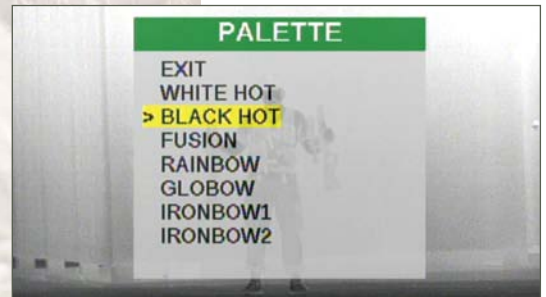 PALETTE
EXIT
WHITE HOT
> BLACK HOT
FUSION
RAINBOW
GLOBOW
IRONBOW1
IRONBOW2